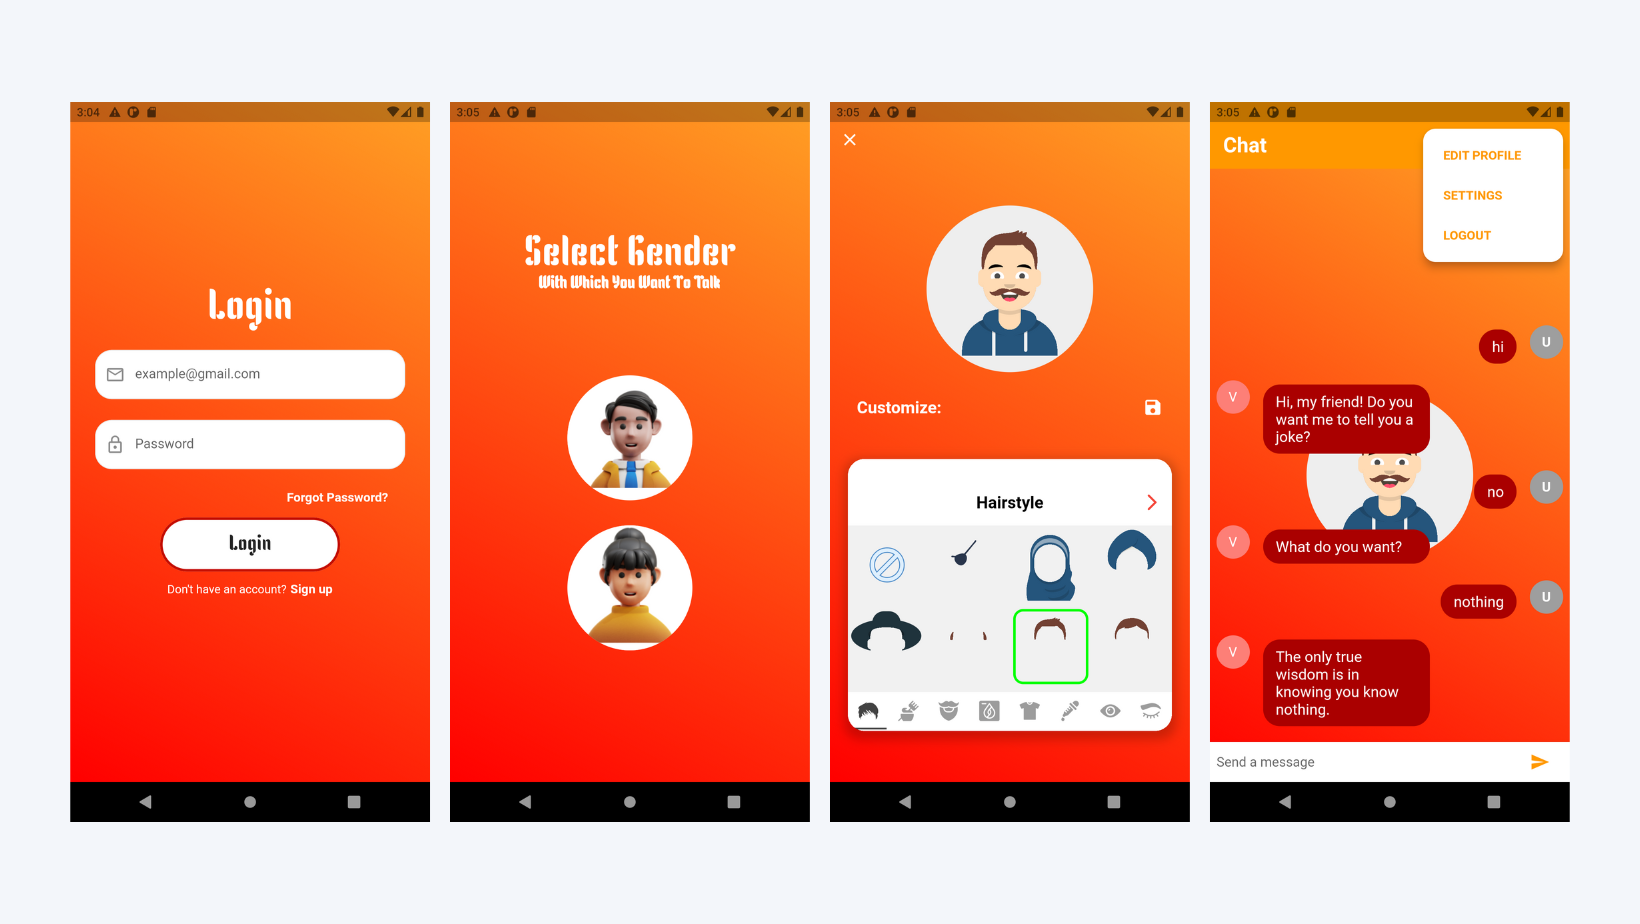 3:04
Login
example@gmail.com
Password
Forgot Password?
Login
Don't have an account? Sign up
3:05
Select Gender
With Which You Want To Talk
3:05
Customize:
Hairstyle
3:05
Chat
EDIT PROFILE
SETTINGS
LOGOUT
hi
U
V
Hi, my friend! Do you
want me to tell you a
joke?
no
U
V
What do you want?
nothing
U
V
The only true
wisdom is in
knowing you know
nothing.
Send a message